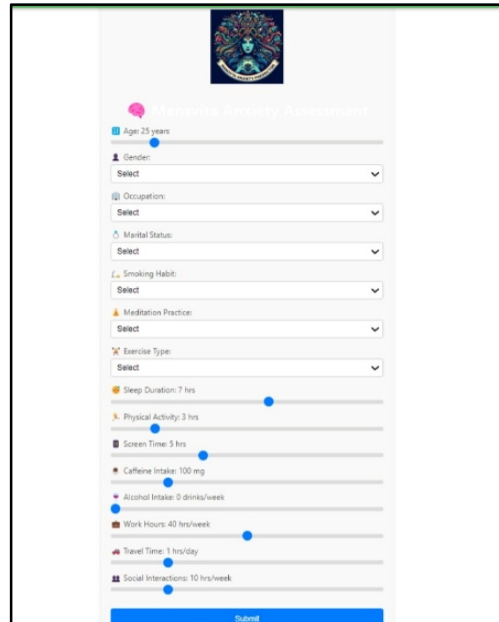 Anxiety Assessment
Age: 25 years
Gender:
Select
Occupation:
Select
Marital Status:
Select
Smoking Habit:
Select
Meditation Practice:
Select
Exercise Type:
Select
Sleep Duration: 7 hrs
Physical Activity: 3 hrs
Screen Time: 5 hrs
Caffeine Intake: 100 mg
Alcohol Intake: 0 drinks/week
Work Hours: 40 hrs/week
Travel Time: 1 hrs/day
Social Interactions: 10 hrs/week
Submit